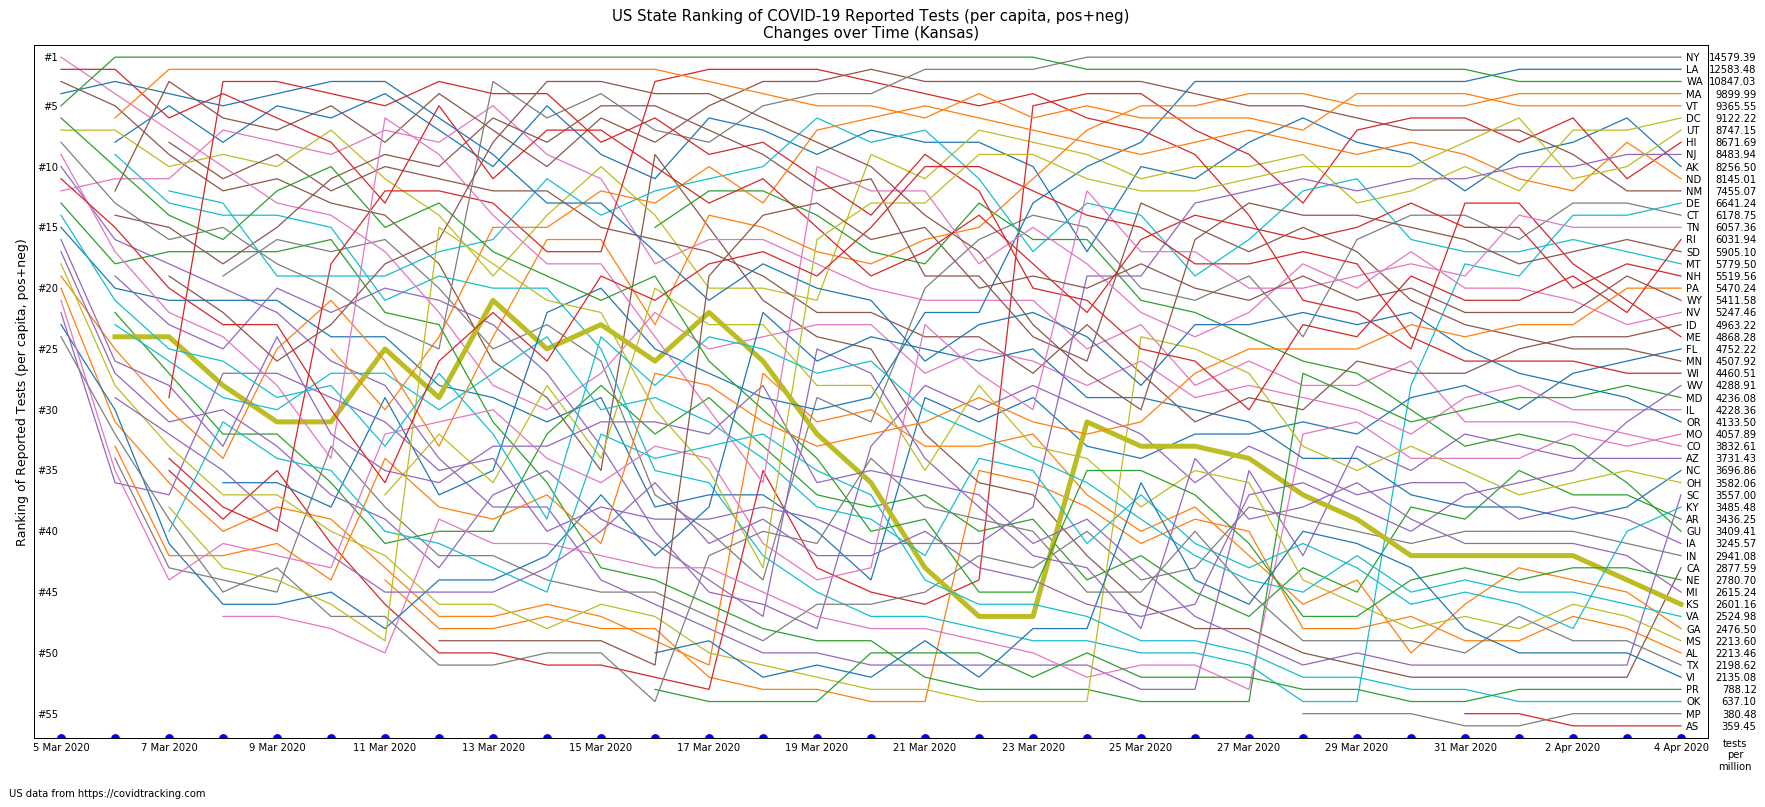 US State Ranking of COVID-19 Reported Tests (per capita, pos+neg)
Changes over Time (Kansas)
Ranking of Reported Tests (per capita, pos+neg)
#1
#5
#10
#15
#20
#25
#30
#35
#40
#45
#50
#55
NY 14579.39
LA 12583.48
WA 10847.03
MA 9899.99
VT 9365.55
DC 9122.22
UT 8747.15
HI 8671.69
NJ 8483.94
AK 8256.50
ND 8145.01
NM 7455.07
DE 6641.24
CT 6178.75
TN 6057.36
RI 6031.94
SD 5905.10
MT 5779.50
NH 5519.56
PA 5470.24
WY 5411.58
NV 5247.46
ID 4963.22
ME 4868.28
FL 4752.22
MN 4507.92
WI 4460.51
WV 4288.91
MD 4236.08
IL 4228.36
OR 4133.50
MO 4057.89
CO 3832.61
AZ 3731.43
NC 3696.86
OH 3582.06
SC 3557.00
KY 3485.48
AR 3436.25
GU 3409.41
IA 3245.57
IN 2941.08
CA 2877.59
NE 2780.70
MI 2615.24
KS 2601.16
VA 2524.98
GA 2476.50
MS 2213.60
AL 2213.46
TX 2198.62
VI 2135.08
PR 788.12
OK 637.10
MP 380.48
AS 359.45
5 Mar 2020 7 Mar 2020 9 Mar 2020 11 Mar 2020 13 Mar 2020 15 Mar 2020 17 Mar 2020 19 Mar 2020 21 Mar 2020 23 Mar 2020 25 Mar 2020 27 Mar 2020 29 Mar 2020 31 Mar 2020 2 Apr 2020 4 Apr 2020
tests
per
million
US data from https://covidtracking.com